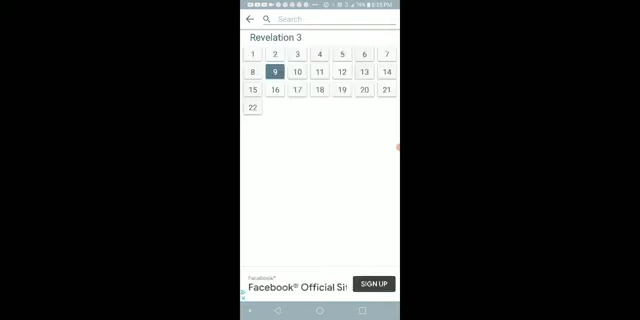 Search
Revelation 3
1 2 3 4 5 6 7
8 9 10 11 12 13 14
15 16 17 18 19 20 21
22
Facebook®
Facebook® Official Sit
SIGN UP